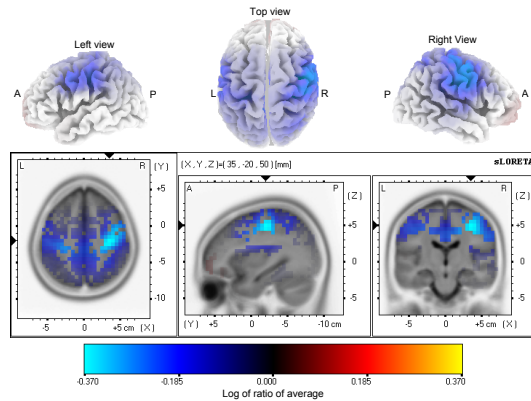 Top view
Left view
Right View
A P
L R
P A
L R (Y)
(X, Y, Z)=( 35, -20, 50 ) [mm]
sLORETA
A P (Z)
L R (Z)
+5
0
-5
-10
-5 0 +5 cm (X)
+5
0
-5
(Y) +5 0 -5 -10 cm
+5
0
-5
-5 0 +5 cm (X)
-0.370 -0.185 0.000 0.185 0.370
Log of ratio of average